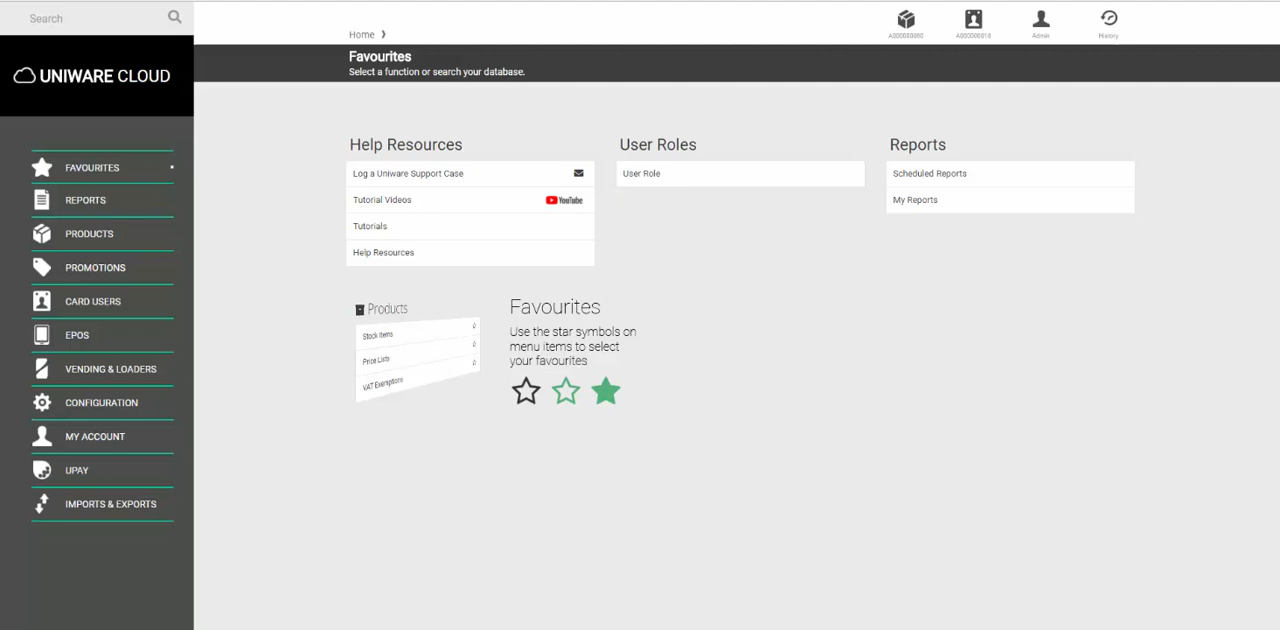 Search
UNIWARE CLOUD
FAVOURITES
REPORTS
PRODUCTS
PROMOTIONS
CARD USERS
EPOS
VENDING & LOADERS
CONFIGURATION
MY ACCOUNT
UPAY
IMPORTS & EXPORTS
Home ❯
Admin
History
Favourites
Select a function or search your database.
Help Resources
Log a Uniware Support Case
Tutorial Videos YouTube
Tutorials
Help Resources
User Roles
User Role
Reports
Scheduled Reports
My Reports
Products
Stock Items
Price Lists
VAT Exemptions
Favourites
Use the star symbols on
menu items to select
your favourites